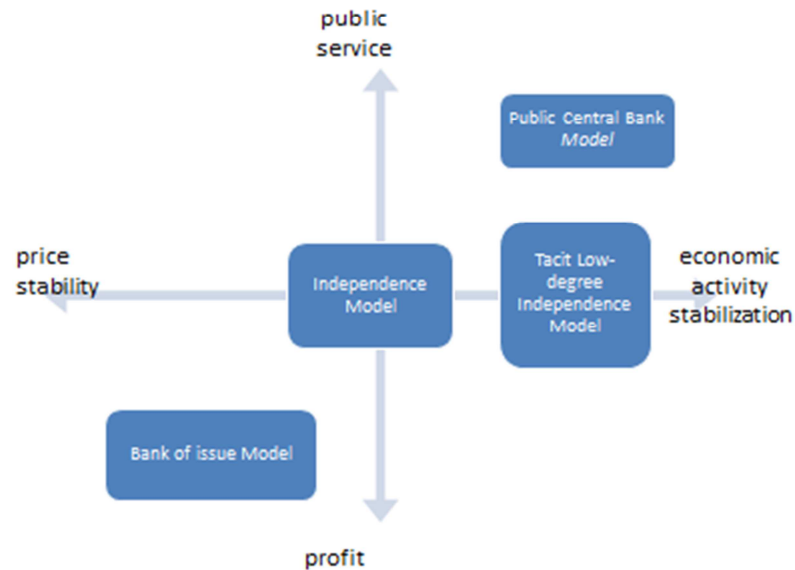 public
service
Public Central Bank
Model
price
stability
Independence
Model
Tacit Low-
degree
Independence
Model
economic
activity
stabilization
Bank of issue Model
profit